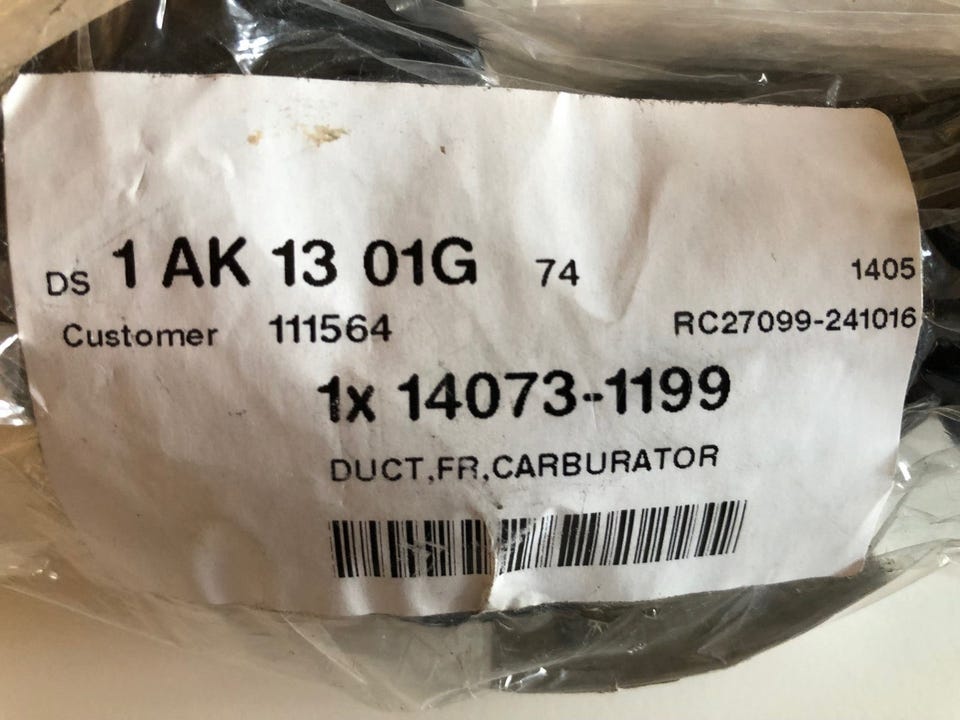 DS 1 AK 13 01G 74 1405
Customer 111564 RC27099-241016
1x 14073-1199
DUCT,FR,CARBURATOR